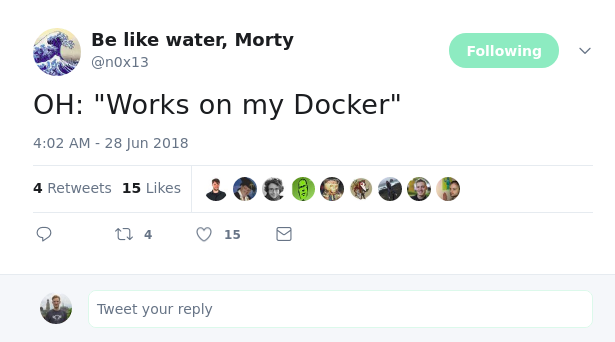 Be like water, Morty
Following
@n0x13
OH: "Works on my Docker"
4:02 AM - 28 Jun 2018
4 Retweets 15 Likes
4 15
Tweet your reply